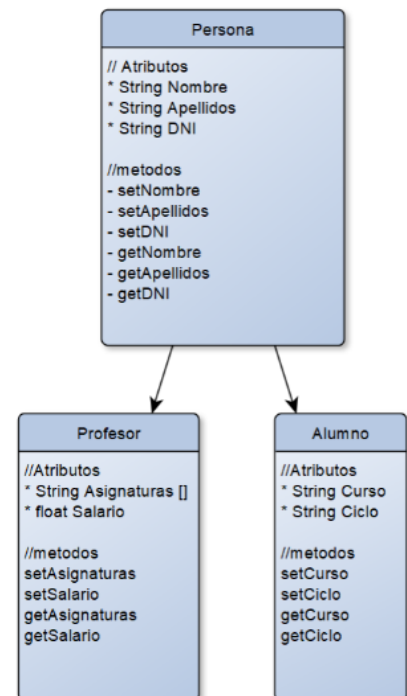 Persona
// Atributos
* String Nombre
* String Apellidos
* String DNI
//metodos
- setNombre
- setApellidos
- setDNI
- getNombre
- getApellidos
- getDNI
Profesor
//Atributos
* String Asignaturas []
* float Salario
//metodos
setAsignaturas
setSalario
getAsignaturas
getSalario
Alumno
//Atributos
* String Curso
* String Ciclo
//metodos
setCurso
setCiclo
getCurso
getCiclo